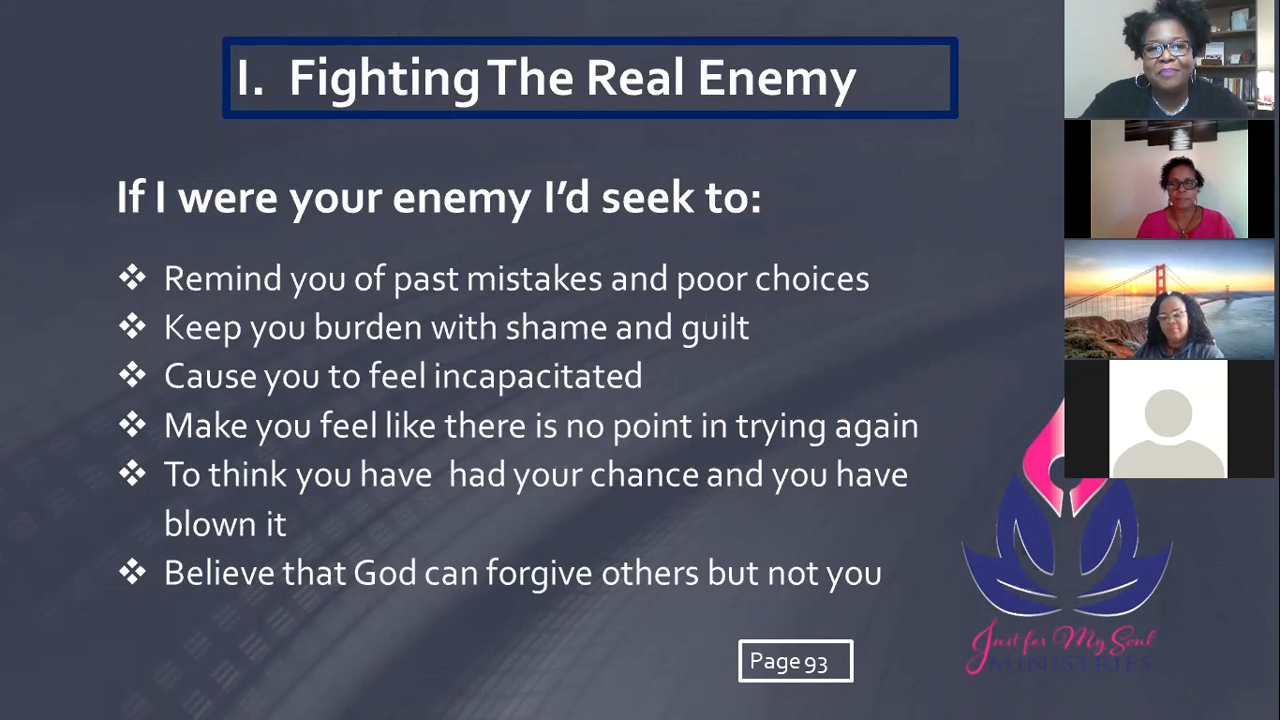 I. Fighting The Real Enemy
If I were your enemy I'd seek to:
❖ Remind you of past mistakes and poor choices
❖ Keep you burden with shame and guilt
❖ Cause you to feel incapacitated
❖ Make you feel like there is no point in trying again
❖ To think you have  had your chance and you have
blown it
❖ Believe that God can forgive others but not you
Page 93
Just for My Soul
MINISTRIES